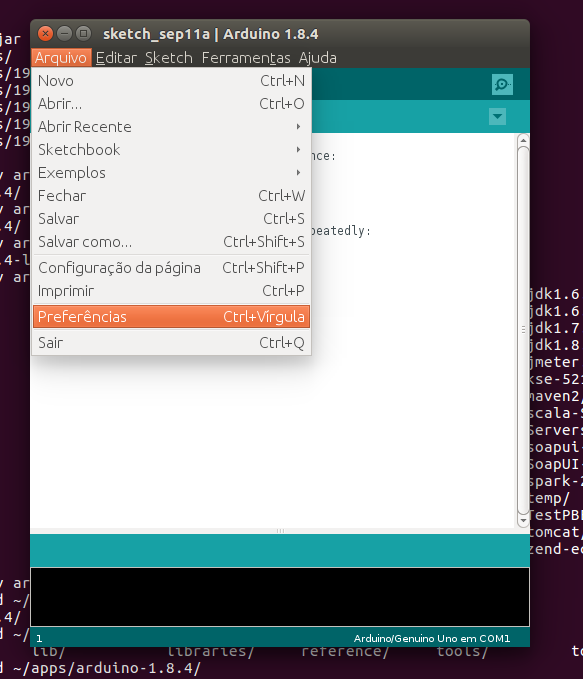 jar
sketch_sep11a | Arduino 1.8.4
s/
Arquivo Editar Sketch Ferramentas Ajuda
s/19
Novo Ctrl+N
s/19
Abrir... Ctrl+O
s/19
Abrir Recente
s/19
Sketchbook
nce:
Exemplos
y ar
Fechar Ctrl+W
.4/
Salvar Ctrl+S
y ar
.4/
peatedly:
Salvar como... Ctrl+Shift+S
y ar
.4-l
Configuração da página Ctrl+Shift+P
y ar
Imprimir Ctrl+P
jdk1.6
Preferências Ctrl+Vírgula
jdk1.6
jdk1.7
Sair Ctrl+Q
jdk1.8
jmeter
kse-521
maven2/
scala-S
Servers
soapui-
SoapUI-
spark-2
temp/
TestPBE
tomcat/
zend-ec
y ar
d ~/
.4/
d ~/
1 Arduino/Genuino Uno em COM1
lib/ libraries/ reference/ tools/ to
d ~/apps/arduino-1.8.4/